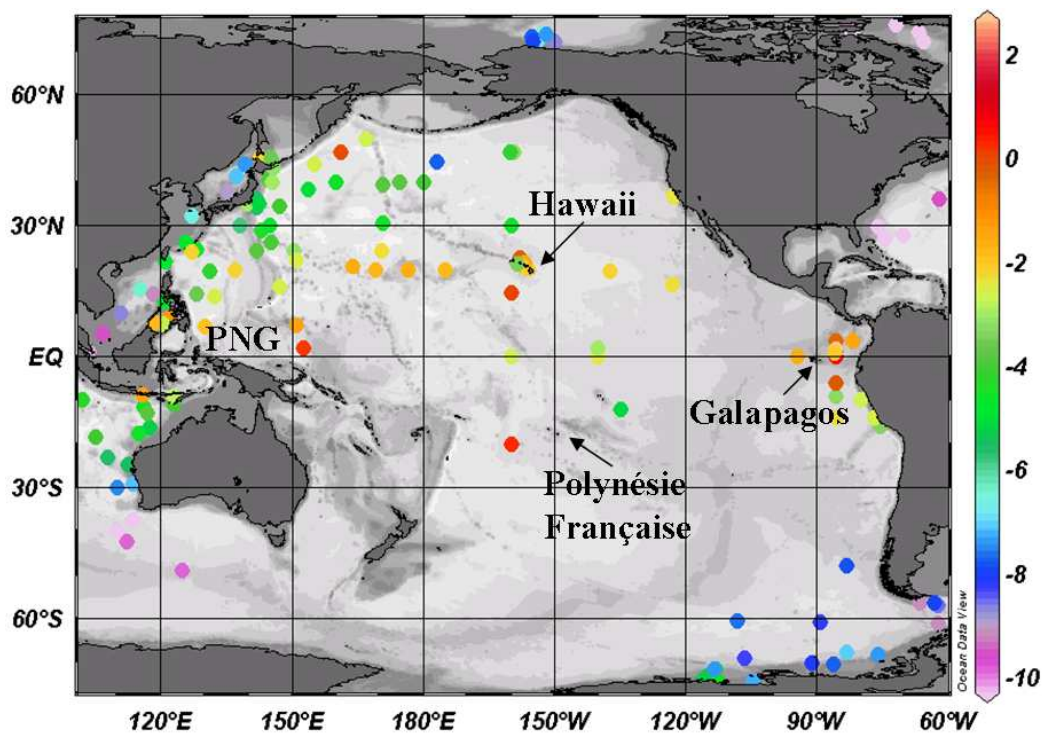 60°N
30°N
EQ
30°S
60°S
Hawaii
PNG
Galapagos
Polynésie
Française
120°E
150°E
180°E
150°W
120°W
90°W
60°W
2
0
-2
-4
-6
-8
-10
Ocean Data View